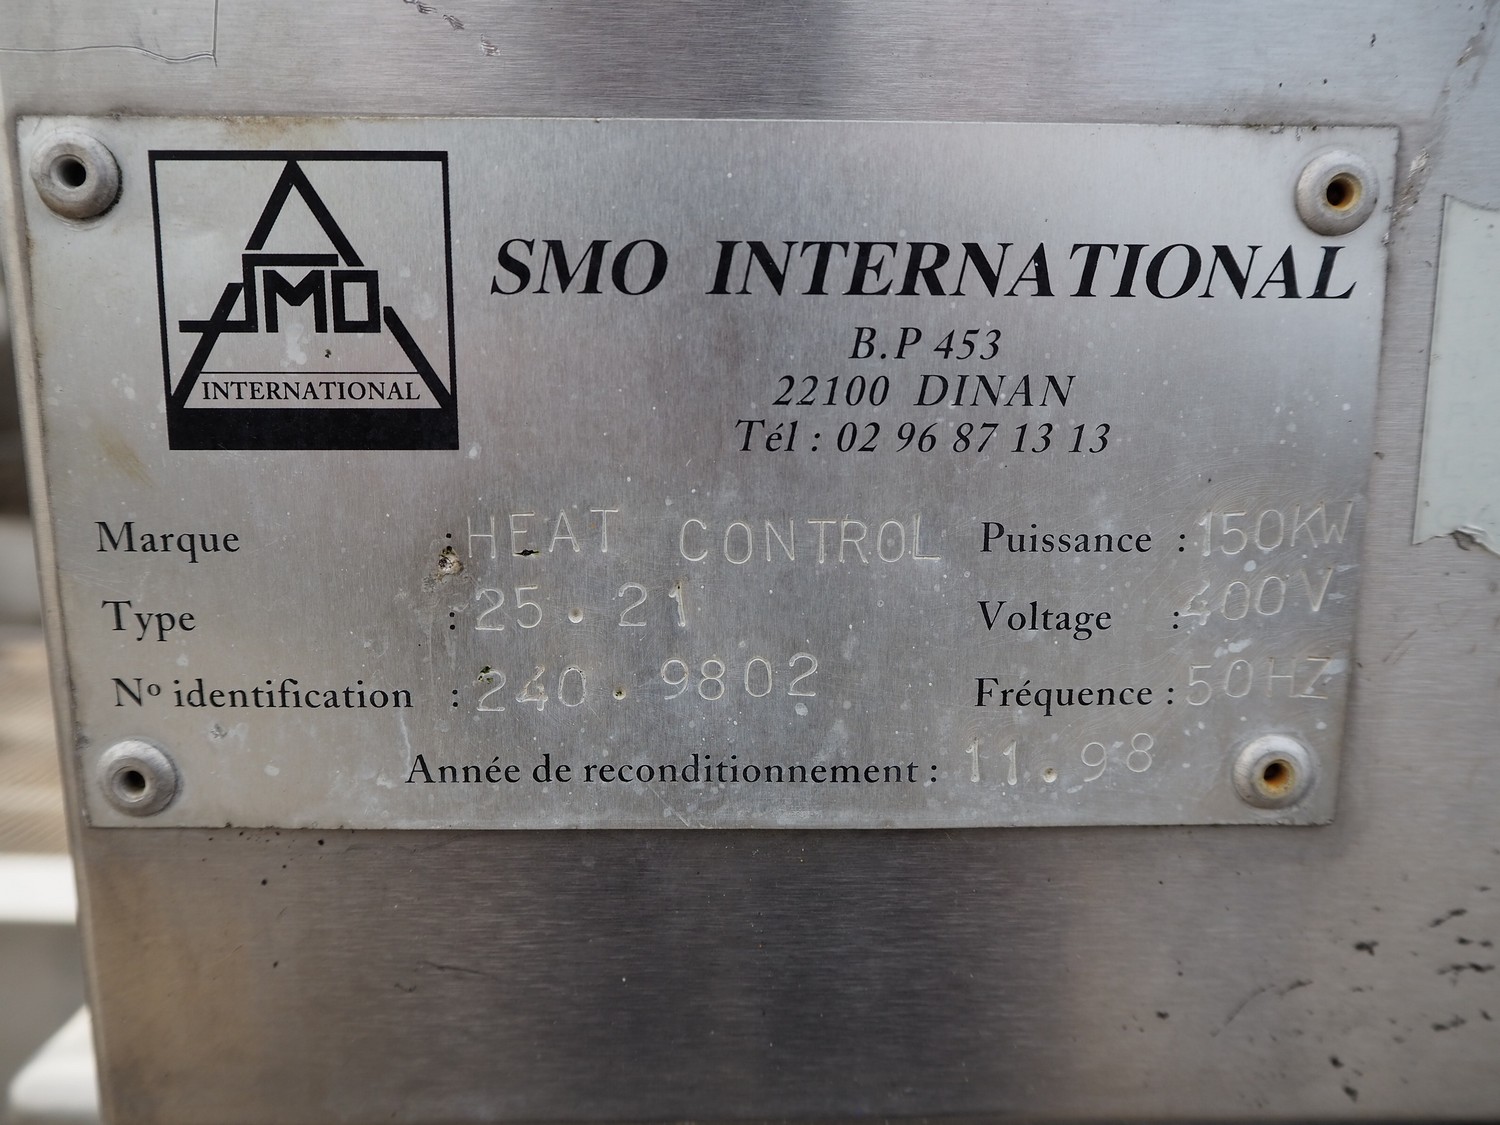 SMO
INTERNATIONAL
SMO INTERNATIONAL
B.P 453
22100 DINAN
Tél : 02 96 87 13 13
Marque : HEAT CONTROL Puissance : 150KW
Type : 25.21 Voltage : 400V
Nº identification : 240.9802 Fréquence : 50HZ
Année de reconditionnement : 11.98